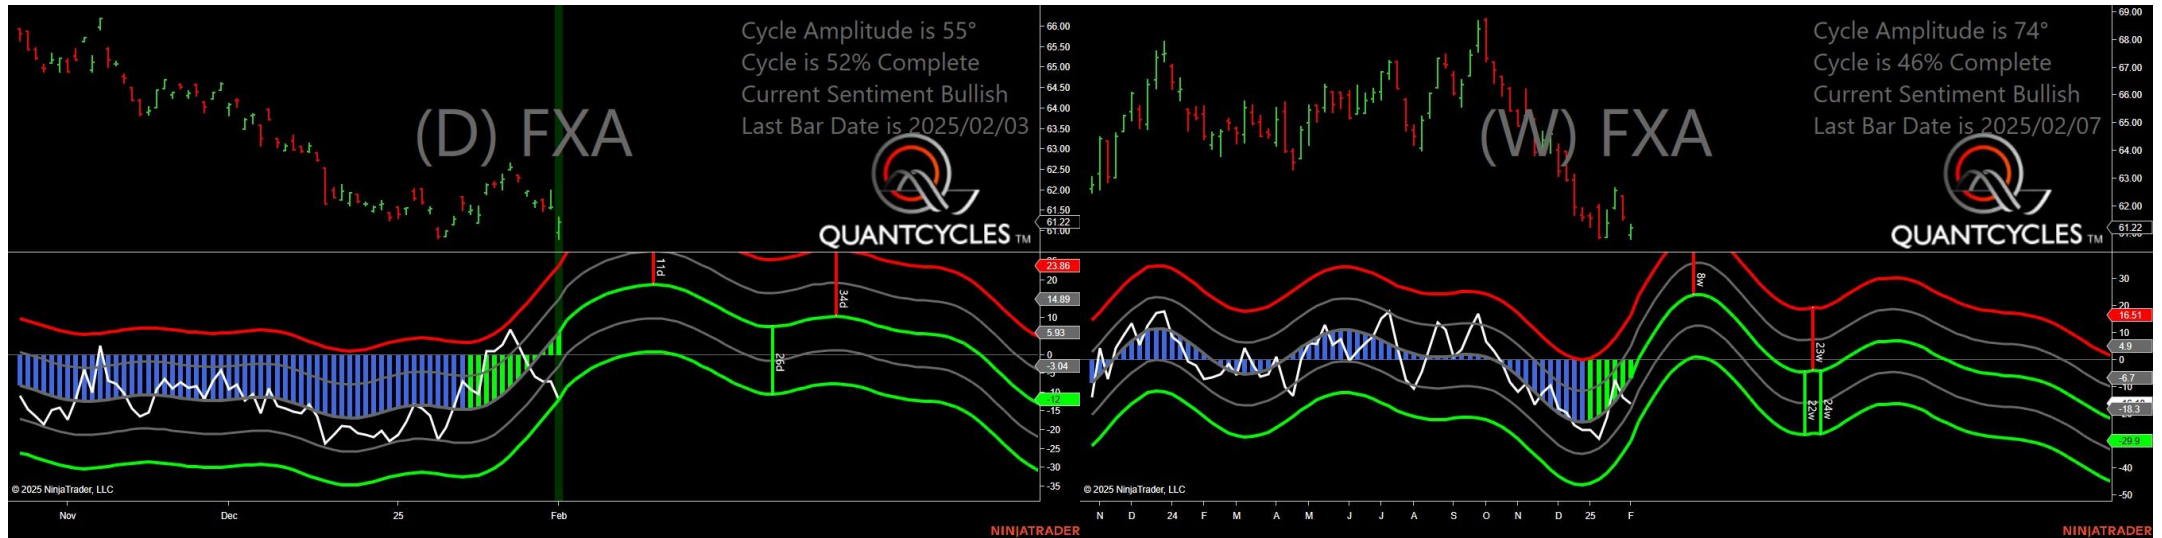 Cycle Amplitude is 55°
Cycle is 52% Complete
Current Sentiment Bullish
Last Bar Date is 2025/02/03
(D) FXA
QUANTCYCLES TM
66.00
65.50
65.00
64.50
64.00
63.50
63.00
62.50
62.00
61.50
61.22
61.00
11d
34d
26d
23.86
20
14.89
10
5.93
0
-3.04
-10
-12
-15
-20
-25
-30
-35
© 2025 NinjaTrader, LLC
Nov Dec 25 Feb
NINJATRADER
Cycle Amplitude is 74°
Cycle is 46% Complete
Current Sentiment Bullish
Last Bar Date is 2025/02/07
(W) FXA
QUANTCYCLES TM
69.00
68.00
67.00
66.00
65.00
64.00
63.00
62.00
61.22
8w
23w
22w
24w
30
20
16.51
10
4.9
0
-6.7
-10
-18.3
-29.9
-40
-50
© 2025 NinjaTrader, LLC
N D 24 F M A M J J A S O N D 25 F
NINJATRADER